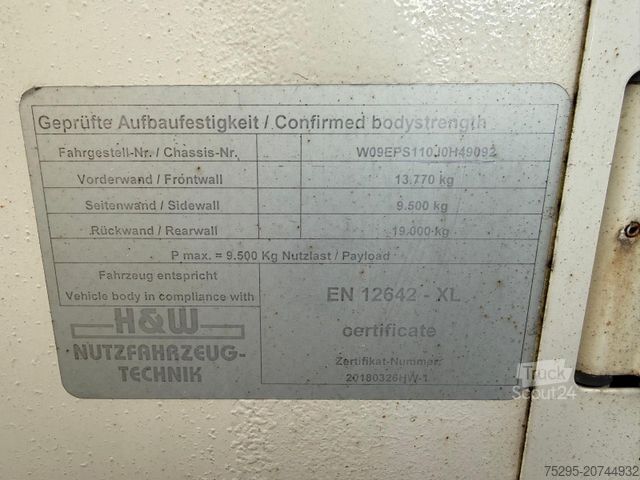 Geprüfte Aufbaufestigkeit / Confirmed bodystrength
Fahrgestell-Nr. / Chassis-Nr. W09EPS110J0H49092
Vorderwand / Frontwall 13.770 kg
Seitenwand / Sidewall 9.500 kg
Rückwand / Rearwall 19.000 kg
P max. = 9.500 Kg Nutzlast / Payload
Fahrzeug entspricht
Vehicle body in compliance with
EN 12642 - XL
certificate
Zertifikat-Nummer:
20180326HW-1
H&W
NUTZFAHRZEUG-
TECHNIK
Truck
Scout24
75295-20744932